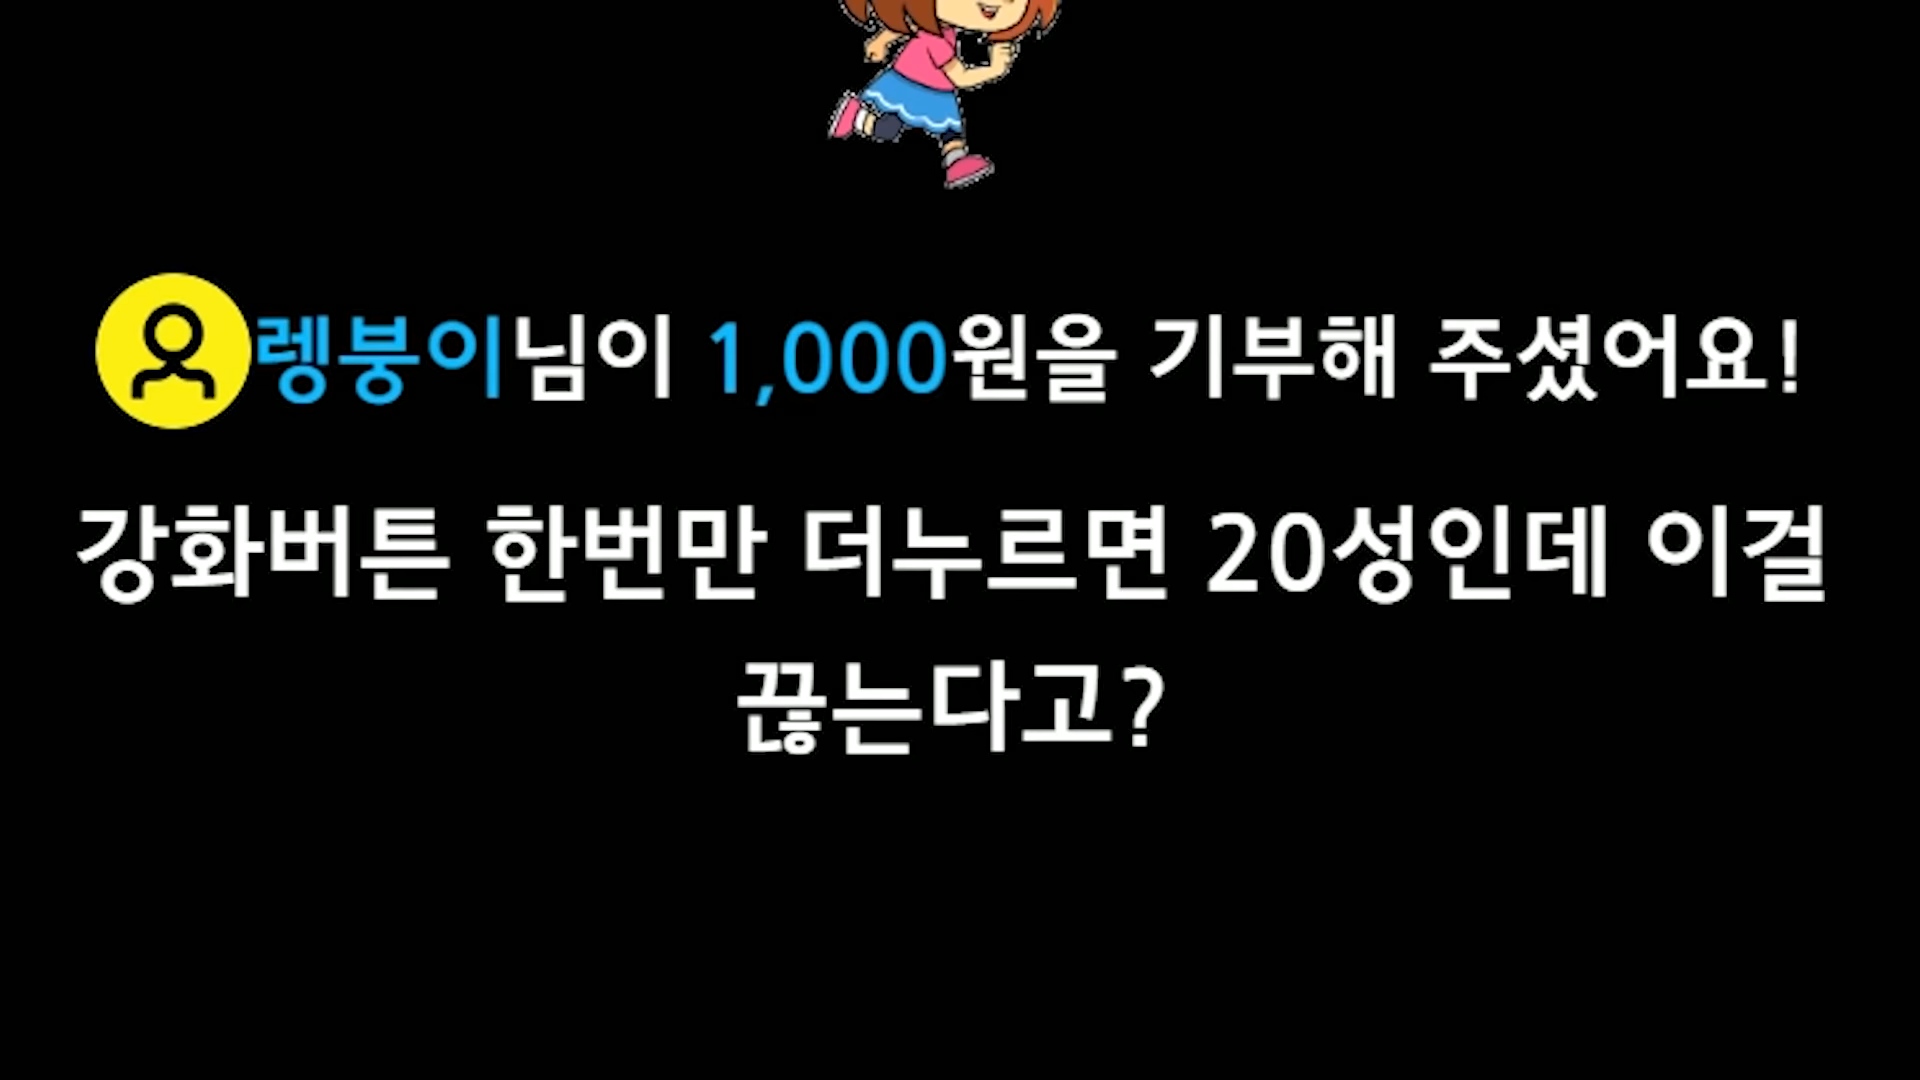 렝붕이님이 1,000원을 기부해 주셨어요!
강화버튼 한번만 더누르면 20성인데 이걸
끊는다고?